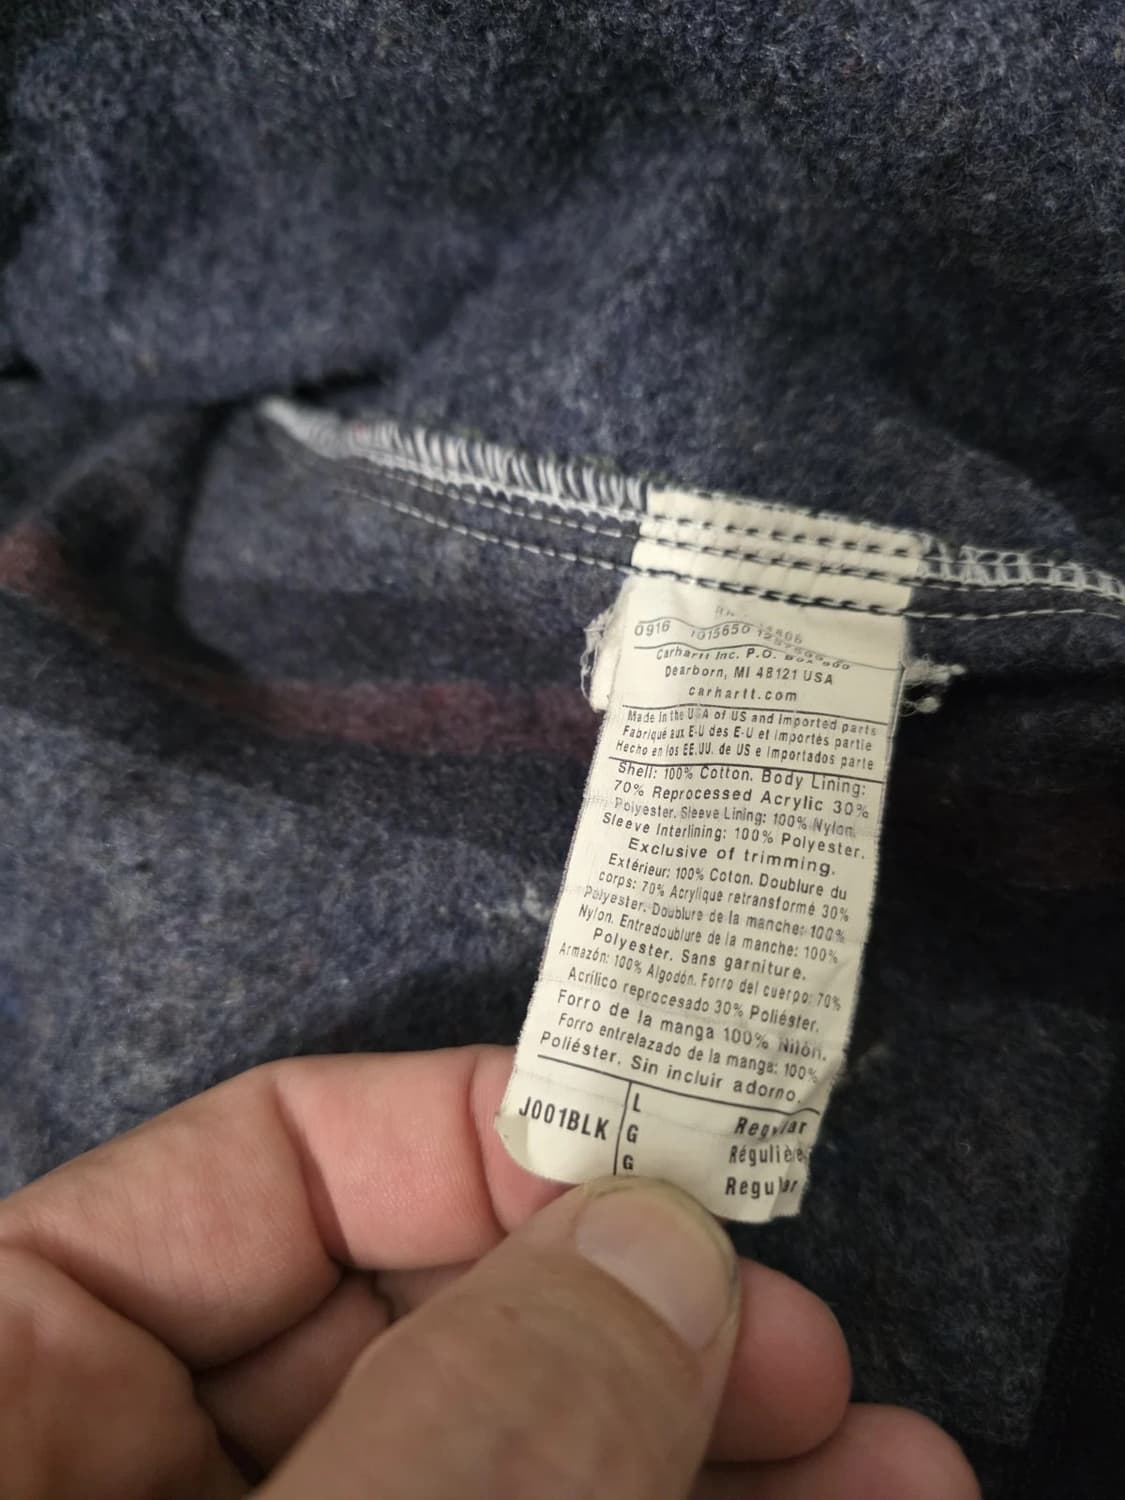 0916 1015650
Carhartt Inc. P.O. Box 600
Dearborn, MI 48121 USA
carhartt.com
Made in the USA of US and Imported parts
Fabriqué aux E-U des E-U et importés partie
Hecho en los EE.UU. de US e Importados parte
Shell: 100% Cotton. Body Lining:
70% Reprocessed Acrylic 30%
Polyester. Sleeve Lining: 100% Nylon.
Sleeve Interlining: 100% Polyester.
Exclusive of trimming.
Extérieur: 100% Coton. Doublure du
corps: 70% Acrylique retransformé 30%
Polyester. Doublure de la manche: 100%
Nylon. Entredoublure de la manche: 100%
Polyester. Sans garniture.
Armazón: 100% Algodón. Forro del cuerpo: 70%
Acrílico reprocesado 30% Poliéster.
Forro de la manga 100% Nilón.
Forro entrelazado de la manga: 100%
Poliéster. Sin incluir adorno.
J001BLK
L Regular
G Régulière
G Regular